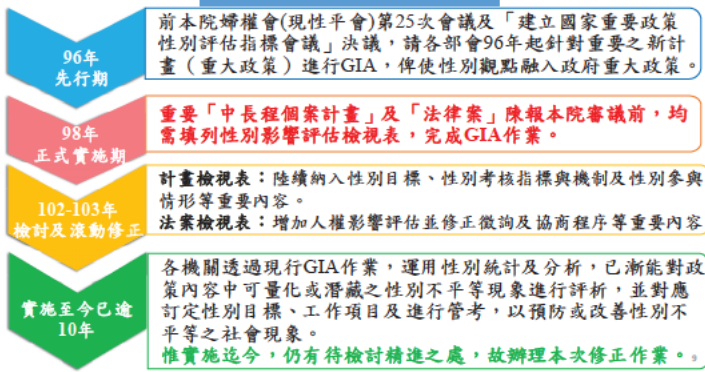 96年
先行期
前本院婦權會(現性平會)第25次會議及「建立國家重要政策
性別評估指標會議」決議，請各部會96年起針對重要之新計
畫（重大政策）進行GIA，俾使性別觀點融入政府重大政策。
98年
正式實施期
重要「中長程個案計畫」及「法律案」陳報本院審議前，均
需填列性別影響評估檢視表，完成GIA作業。
102-103年
檢討及滾動修正
計畫檢視表：陸續納入性別目標、性別考核指標與機制及性別參與
情形等重要內容。
法案檢視表：增加人權影響評估並修正徵詢及協商程序等重要內容
實施至今已逾
10年
各機關透過現行GIA作業，運用性別統計及分析，已漸能對政
策內容中可量化或潛藏之性別不平等現象進行評析，並對應
訂定性別目標、工作項目及進行管考，以預防或改善性別不
平等之社會現象。
惟實施迄今，仍有待檢討精進之處，故辦理本次修正作業。
9